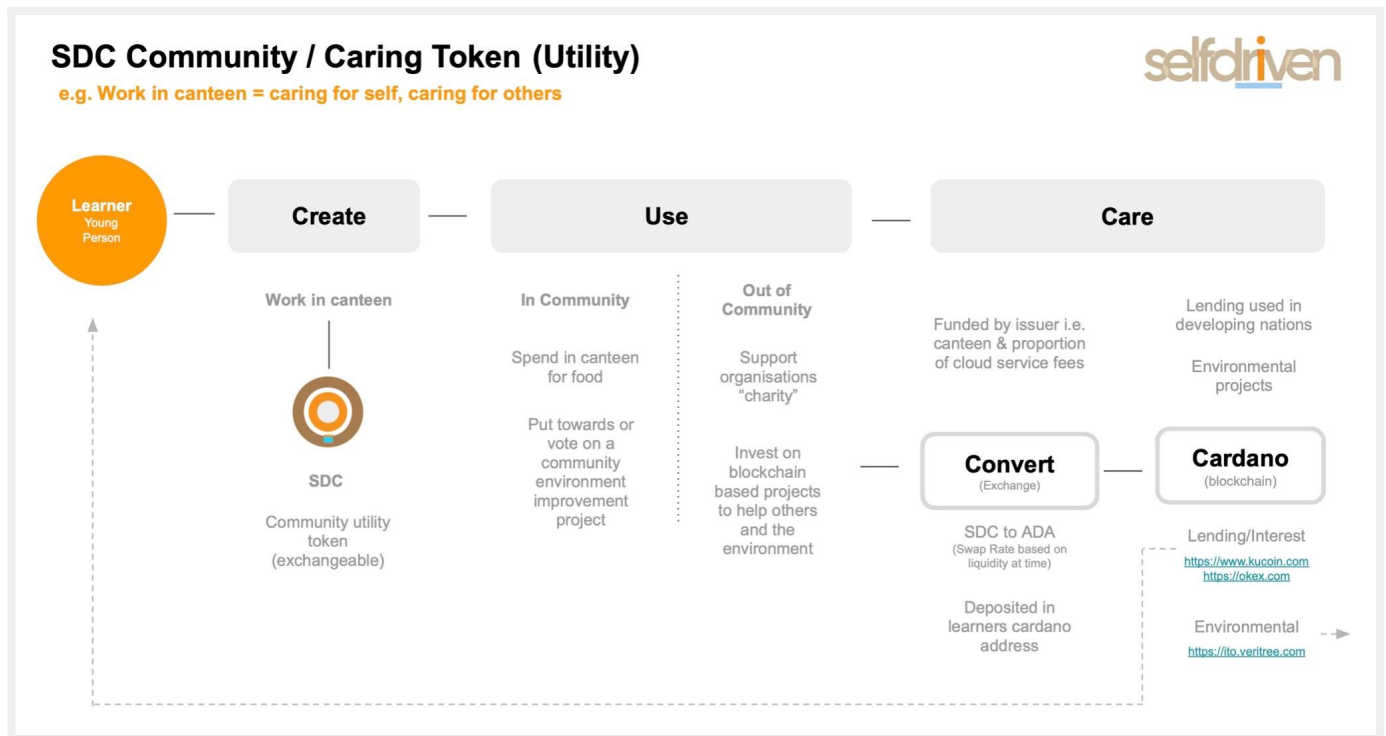 SDC Community / Caring Token (Utility)
e.g. Work in canteen = caring for self, caring for others
selfdriven
Learner
Young
Person
Create
Use
Care
Work in canteen
SDC
Community utility
token
(exchangeable)
In Community
Spend in canteen
for food
Put towards or
vote on a
community
environment
improvement
project
Out of
Community
Support
organisations
“charity”
Invest on
blockchain
based projects
to help others
and the
environment
Funded by issuer i.e.
canteen & proportion
of cloud service fees
Convert
(Exchange)
SDC to ADA
(Swap Rate based on
liquidity at time)
Deposited in
learners cardano
address
Lending used in
developing nations
Environmental
projects
Cardano
(blockchain)
Lending/Interest
https://www.kucoin.com
https://okex.com
Environmental
https://ito.veritree.com